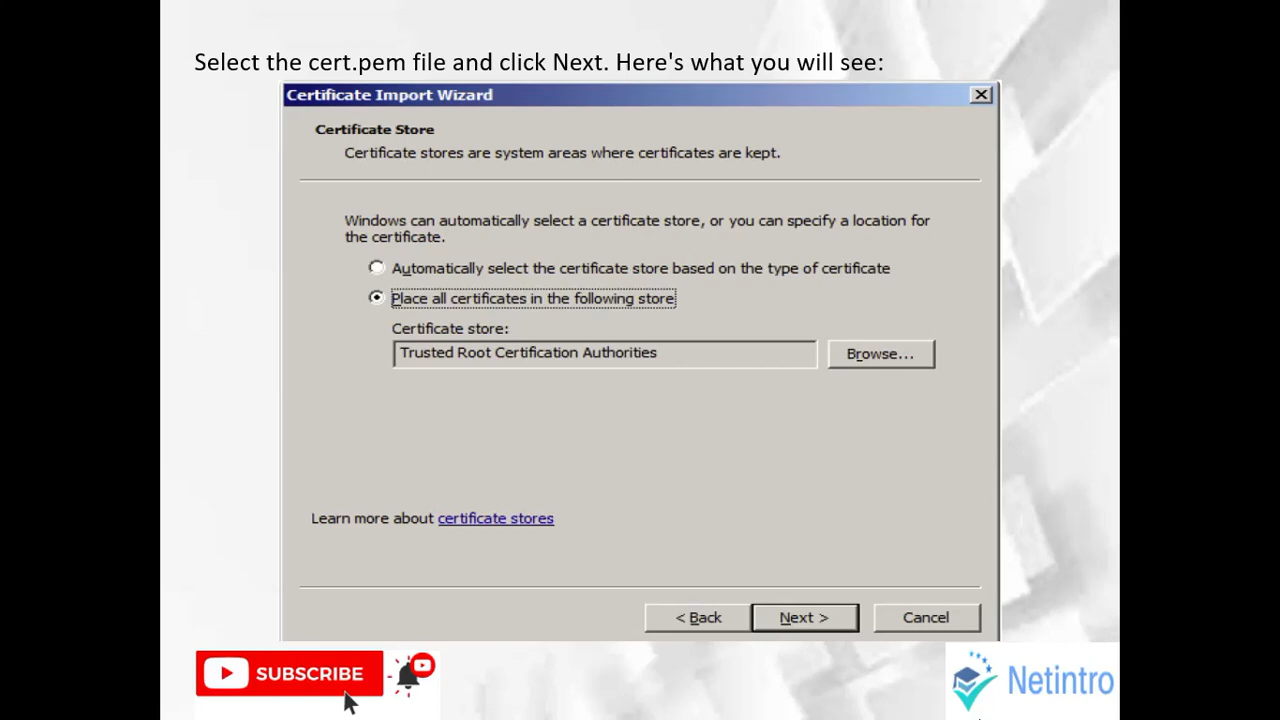 Select the cert.pem file and click Next. Here's what you will see:
Certificate Import Wizard
Certificate Store
Certificate stores are system areas where certificates are kept.
Windows can automatically select a certificate store, or you can specify a location for
the certificate.
Automatically select the certificate store based on the type of certificate
Place all certificates in the following store
Certificate store:
Trusted Root Certification Authorities
Browse...
Learn more about certificate stores
< Back
Next >
Cancel
SUBSCRIBE
Netintro